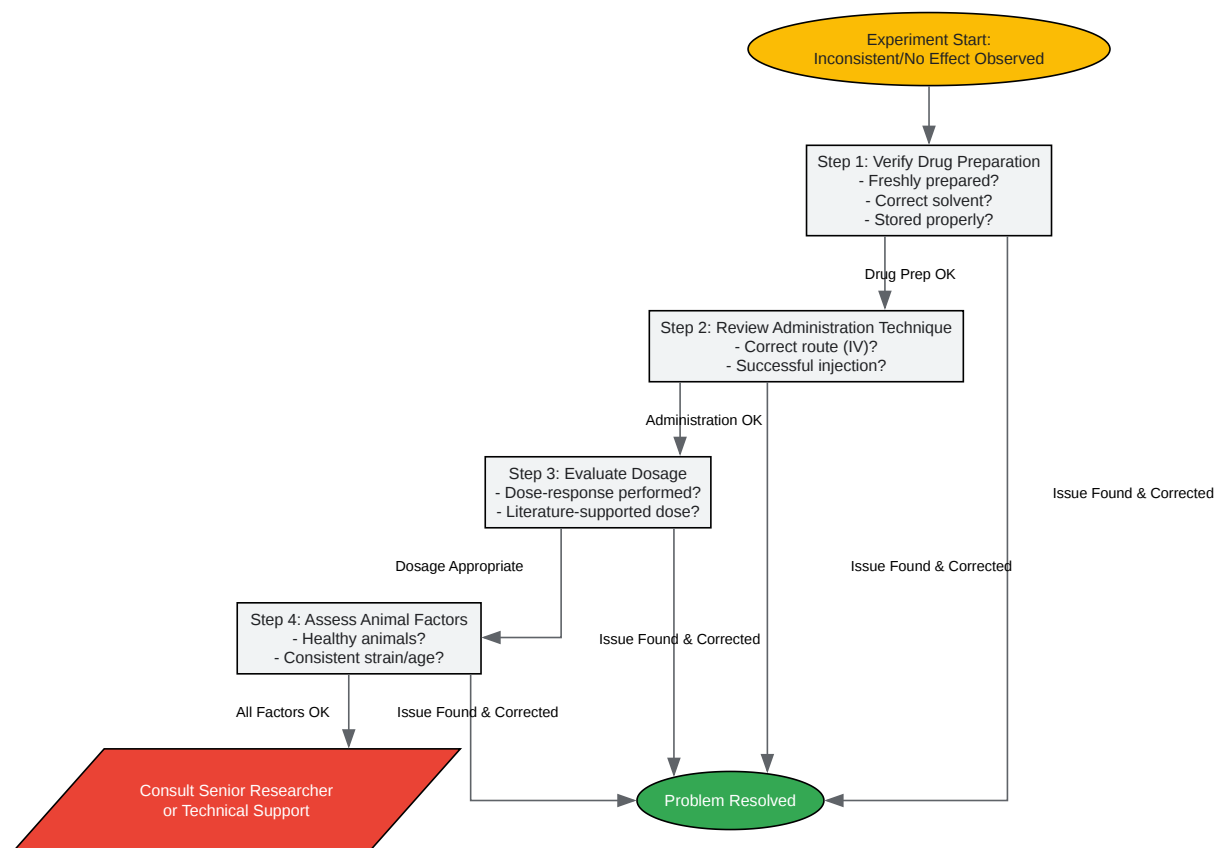 Experiment Start:
Inconsistent/No Effect Observed
Step 1: Verify Drug Preparation
- Freshly prepared?
- Correct solvent?
- Stored properly?
Drug Prep OK
Step 2: Review Administration Technique
- Correct route (IV)?
- Successful injection?
Administration OK
Step 3: Evaluate Dosage
- Dose-response performed?
- Literature-supported dose?
Issue Found & Corrected
Dosage Appropriate
Issue Found & Corrected
Step 4: Assess Animal Factors
- Healthy animals?
- Consistent strain/age?
Issue Found & Corrected
All Factors OK
Issue Found & Corrected
Consult Senior Researcher
or Technical Support
Problem Resolved